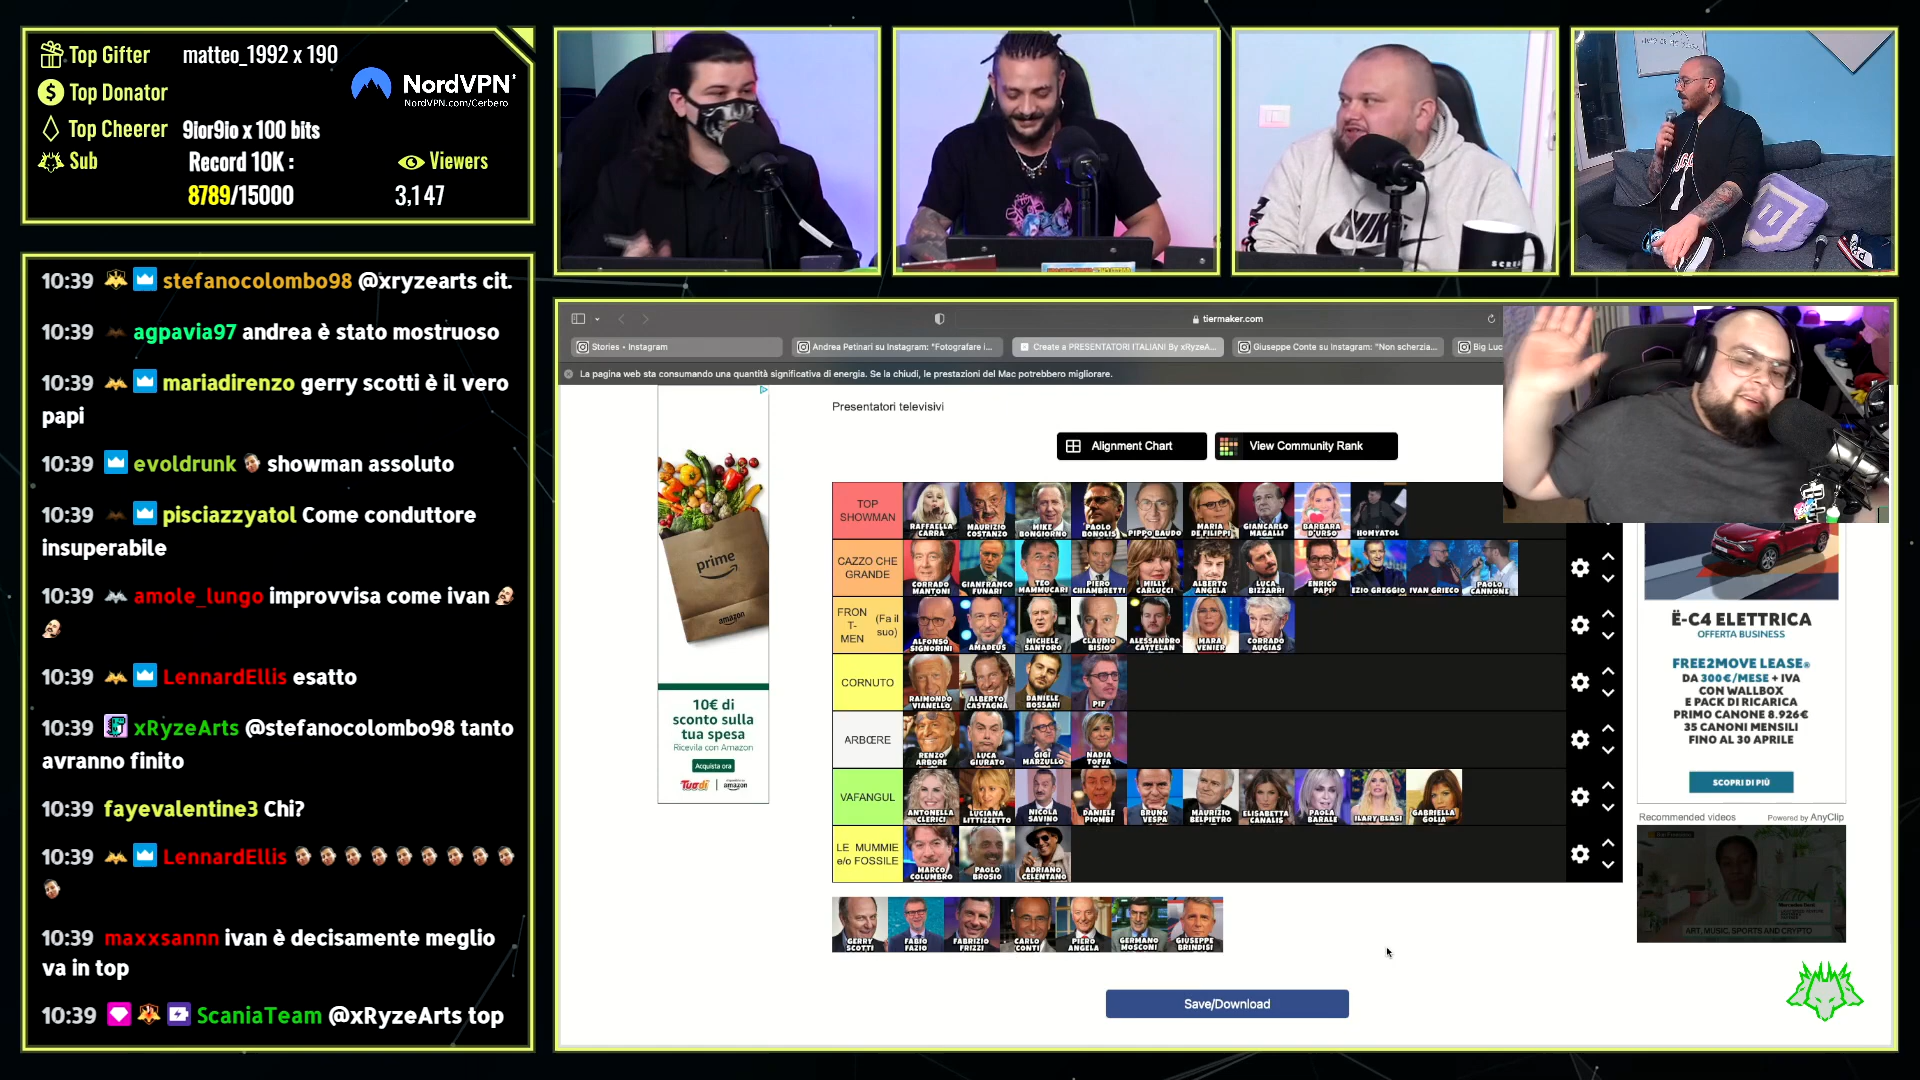 Top Gifter matteo_1992 x 190
Top Donator
Top Cheerer 9lor9lo x 100 bits
Sub Record 10K :
8789/15000
NordVPN
NordVPN.com/Cerbero
Viewers
3,147
10:39 stefanocolombo98 @xryzearts cit.
10:39 agpavia97 andrea è stato mostruoso
10:39 mariadirenzo gerry scotti è il vero
papi
10:39 evoldrunk showman assoluto
10:39 pisciazzyatol Come conduttore
insuperabile
10:39 amole_lungo improvvisa come ivan
10:39 LennardEllis esatto
10:39 xRyzeArts @stefanocolombo98 tanto
avranno finito
10:39 fayevalentine3 Chi?
10:39 LennardEllis
10:39 maxxsannn ivan è decisamente meglio
va in top
10:39 ScaniaTeam @xRyzeArts top
NIKE
tiermaker.com
Stories • Instagram
Andrea Petinari su Instagram: "Fotografare i...
Create a PRESENTATORI ITALIANI By xRyzeA...
Giuseppe Conte su Instagram: "Non scherzia...
Big Luc
La pagina web sta consumando una quantità significativa di energia. Se la chiudi, le prestazioni del Mac potrebbero migliorare.
Presentatori televisivi
Alignment Chart
View Community Rank
TOP
SHOWMAN
RAFFAELLA
CARRÀ
MAURIZIO
COSTANZO
MIKE
BONGIORNO
PAOLO
BONOLIS
PIPPO BAUDO
MARIA
DE FILIPPI
GIANCARLO
MAGALLI
BARBARA
D'URSO
HOMYATOL
CAZZO CHE
GRANDE
CORRADO
MANTONI
GIANFRANCO
FUNARI
TEO
MAMMUCARI
PIERO
CHIAMBRETTI
MILLY
CARLUCCI
ALBERTO
ANGELA
LUCA
BIZZARRI
ENRICO
PAPI
EZIO GREGGIO
IVAN GRIECO
PAOLO
CANNONE
FRON
T-
MEN
(Fa il
suo)
ALFONSO
SIGNORINI
AMADEUS
MICHELE
SANTORO
CLAUDIO
BISIO
ALESSANDRO
CATTELAN
MARA
VENIER
CORRADO
AUGIAS
CORNUTO
RAIMONDO
VIANELLO
ALBERTO
CASTAGNA
DANIELE
BOSSARI
PIF
ARBŒRE
RENZO
ARBORE
LUCA
GIURATO
GIGI
MARZULLO
NADIA
TOFFA
VAFANGUL
ANTONELLA
CLERICI
LUCIANA
LITTIZZETTO
NICOLA
SAVINO
DANIELE
PIOMBI
BRUNO
VESPA
MAURIZIO
BELPIETRO
ELISABETTA
CANALIS
PAOLA
BARALE
ILARY BLASI
GABRIELLA
GOLIA
LE MUMMIE
e/o FOSSILE
MARCO
COLUMBRO
PAOLO
BROSIO
ADRIANO
CELENTANO
GERRY
SCOTTI
FABIO
FAZIO
FABRIZIO
FRIZZI
CARLO
CONTI
PIERO
ANGELA
GERMANO
MOSCONI
GIUSEPPE
BRINDISI
Save/Download
prime
amazon
10€ di
sconto sulla
tua spesa
Ricevila con Amazon
Acquista ora
Tuodì amazon
Ë-C4 ELETTRICA
OFFERTA BUSINESS
FREE2MOVE LEASE®
DA 300€/MESE + IVA
CON WALLBOX
E PACK DI RICARICA
PRIMO CANONE 8.926€
35 CANONI MENSILI
FINO AL 30 APRILE
SCOPRI DI PIÙ
Recommended videos
Powered by AnyClip
ART, MUSIC, SPORTS AND CRYPTO